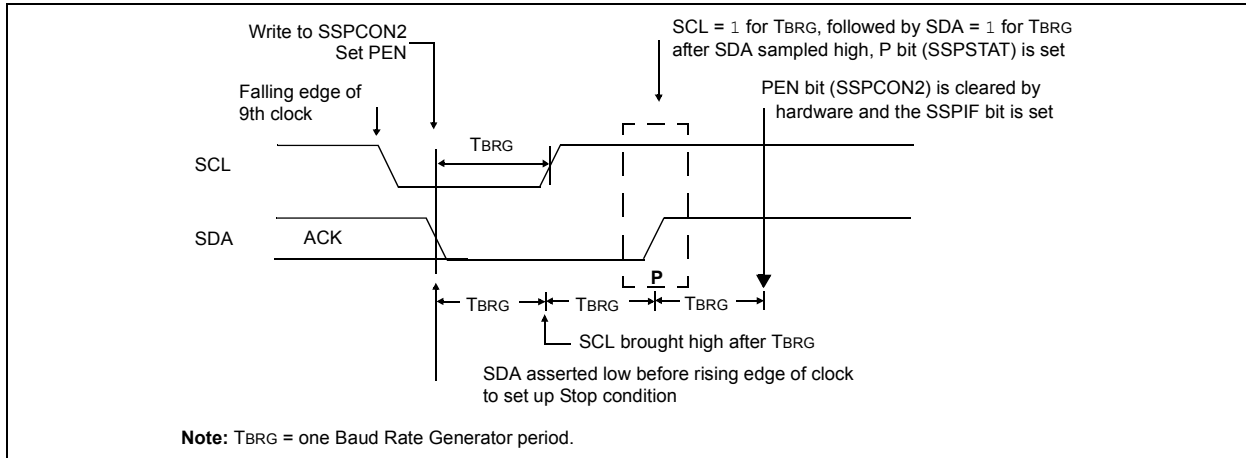 Write to SSPCON2
Set PEN
SCL = 1 for TBRG, followed by SDA = 1 for TBRG
after SDA sampled high, P bit (SSPSTAT) is set
Falling edge of
9th clock
PEN bit (SSPCON2) is cleared by
hardware and the SSPIF bit is set
TBRG
SCL
SDA
ACK
P
TBRG
TBRG
TBRG
SCL brought high after TBRG
SDA asserted low before rising edge of clock
to set up Stop condition
Note: TBRG = one Baud Rate Generator period.